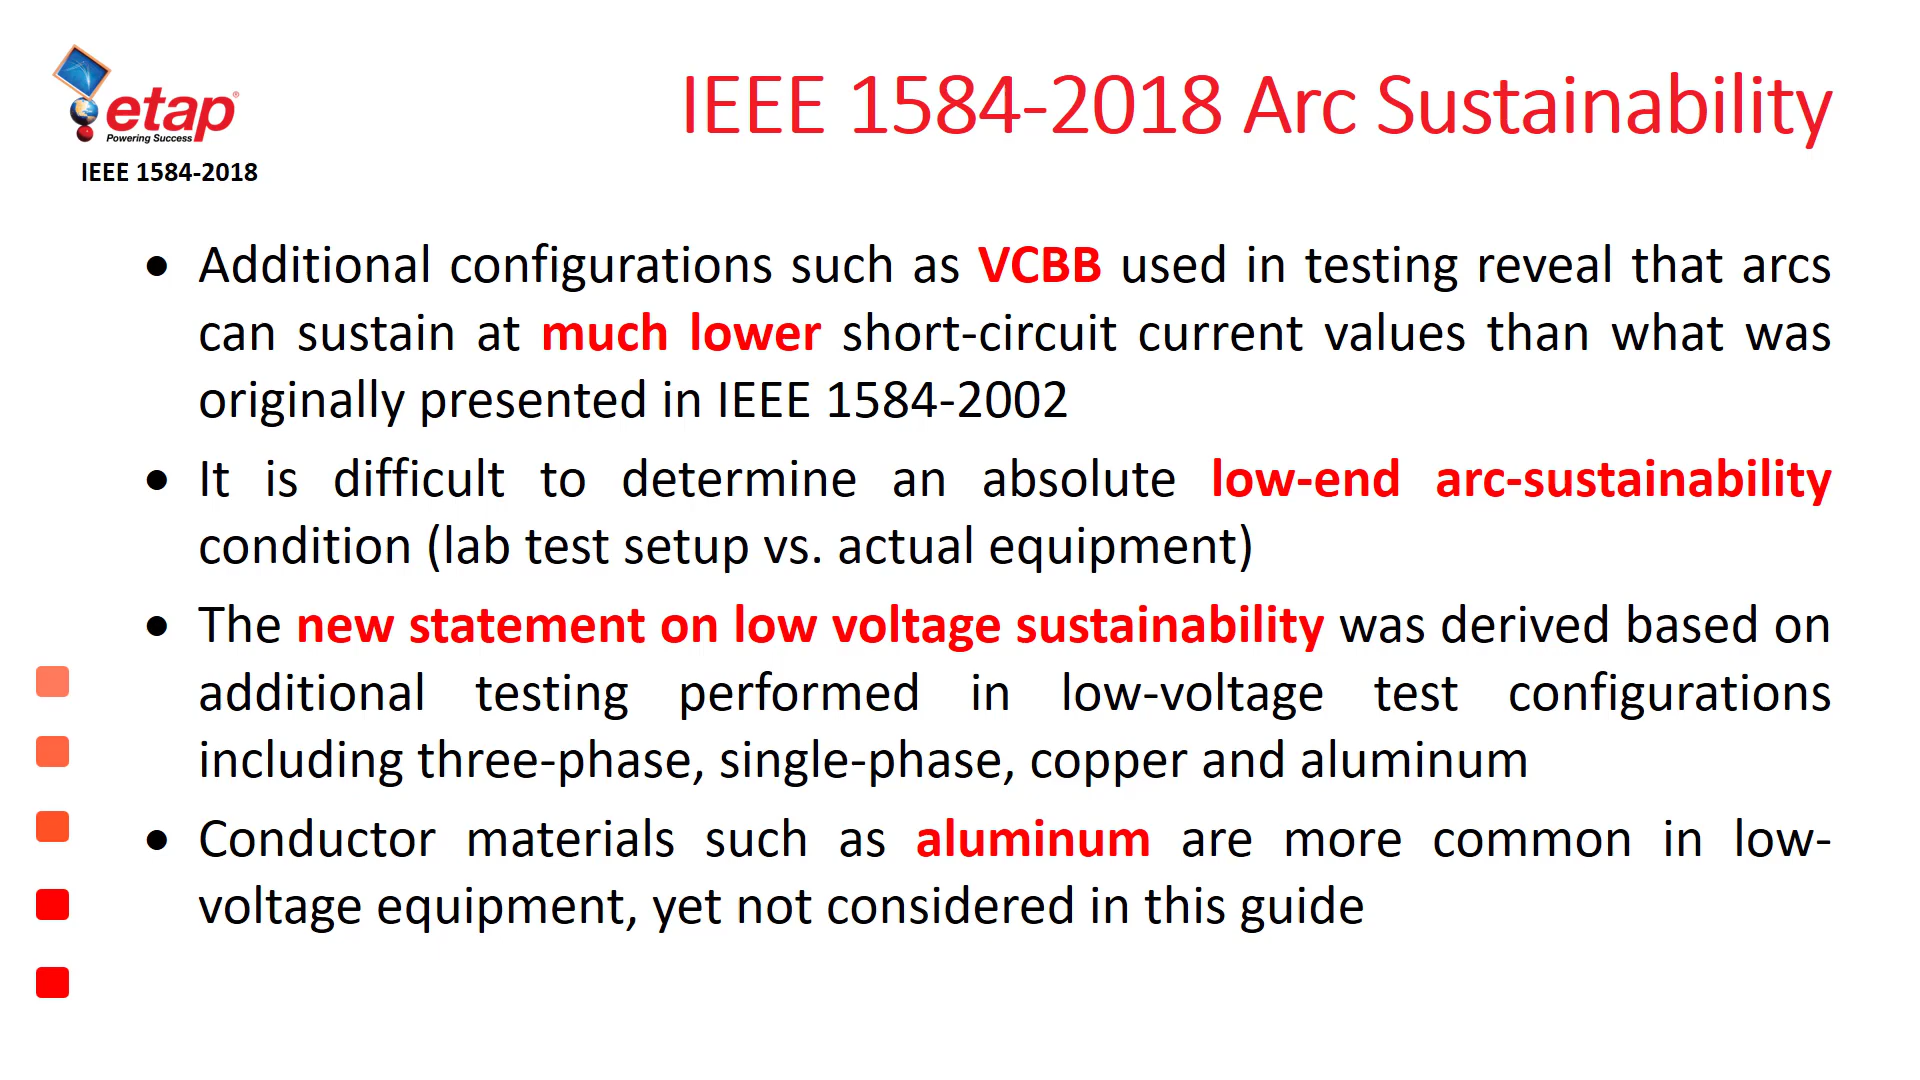 etap®
Powering Success
IEEE 1584-2018
IEEE 1584-2018 Arc Sustainability
• Additional configurations such as VCBB used in testing reveal that arcs
can sustain at much lower short-circuit current values than what was
originally presented in IEEE 1584-2002
• It is difficult to determine an absolute low-end arc-sustainability
condition (lab test setup vs. actual equipment)
• The new statement on low voltage sustainability was derived based on
additional testing performed in low-voltage test configurations
including three-phase, single-phase, copper and aluminum
• Conductor materials such as aluminum are more common in low-
voltage equipment, yet not considered in this guide